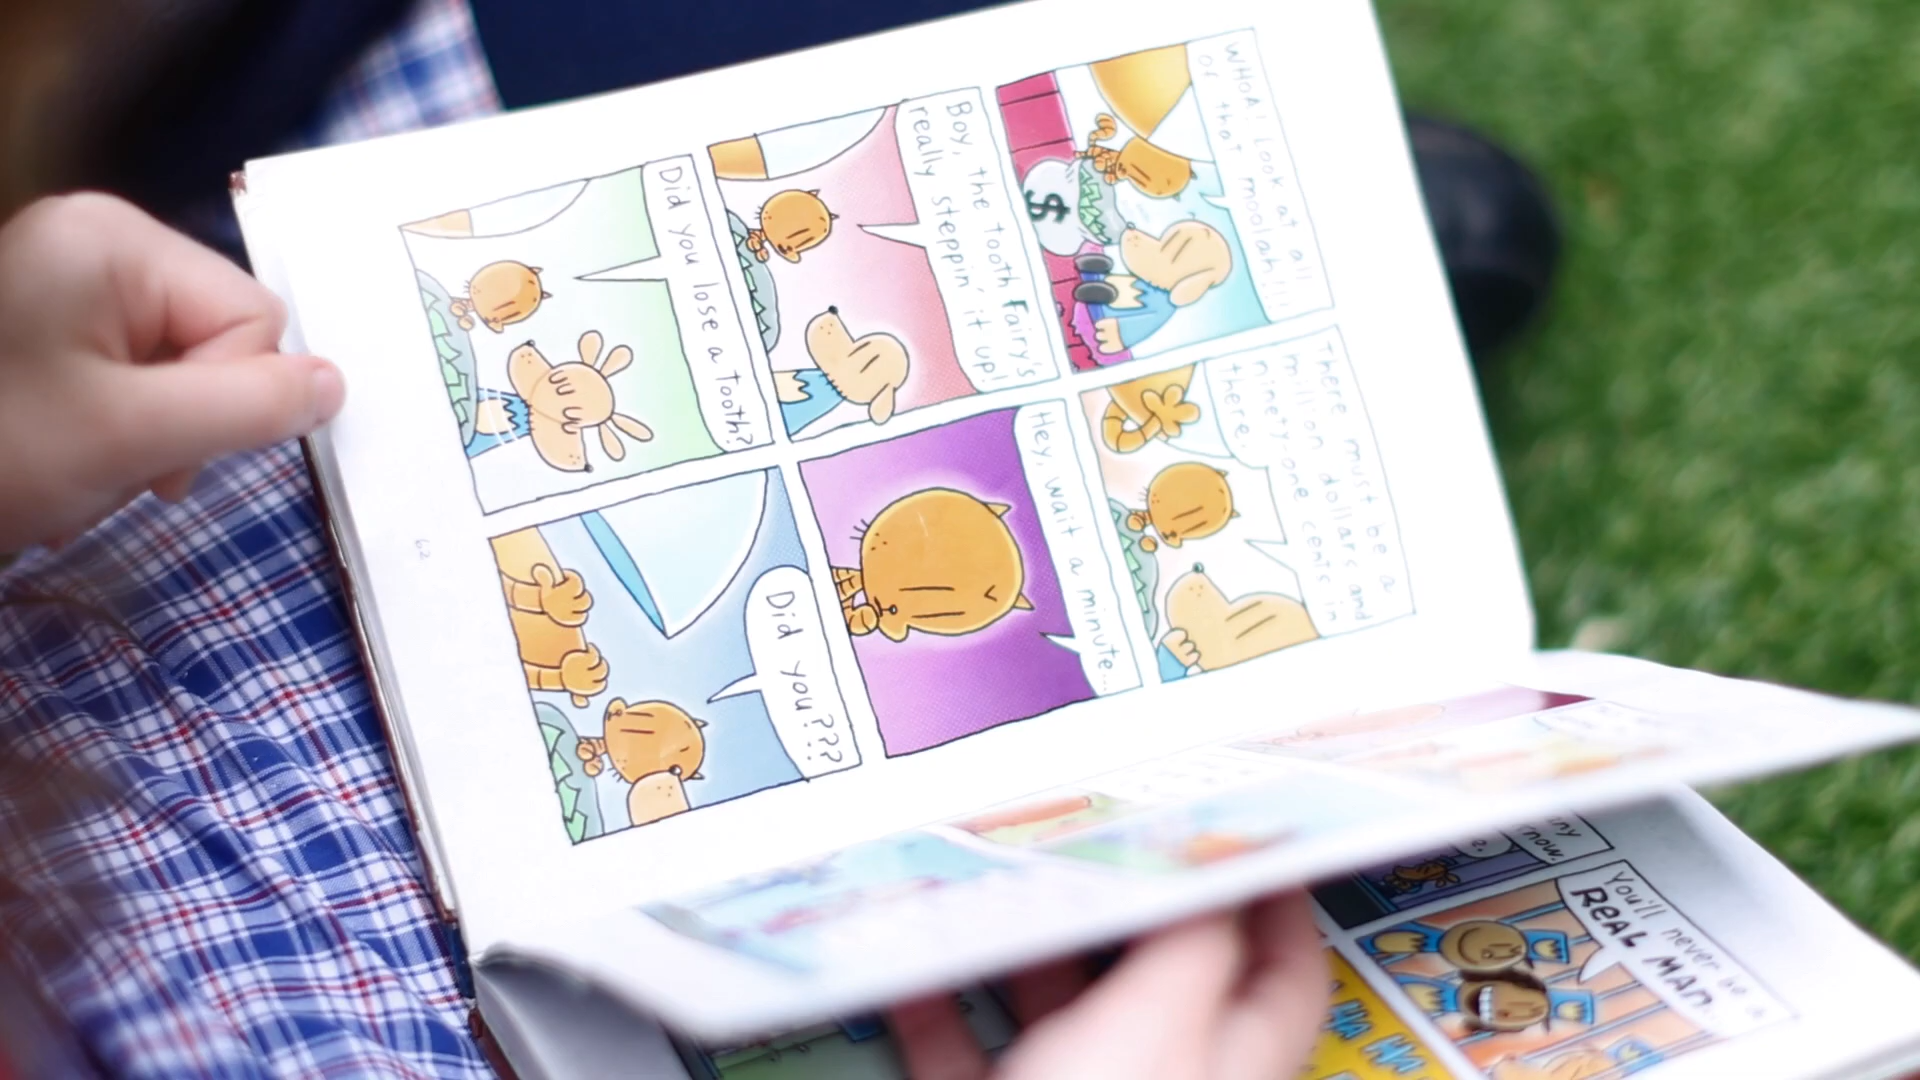 WHOA! Look at all
of that moolah!!!
$
There must be a
million dollars and
ninety-one cents in
there.
Boy, the tooth Fairy's
really steppin' it up!
Hey, wait a minute...
Did you lose a tooth?
Did you???
62
You'll never be a
REAL MAN.